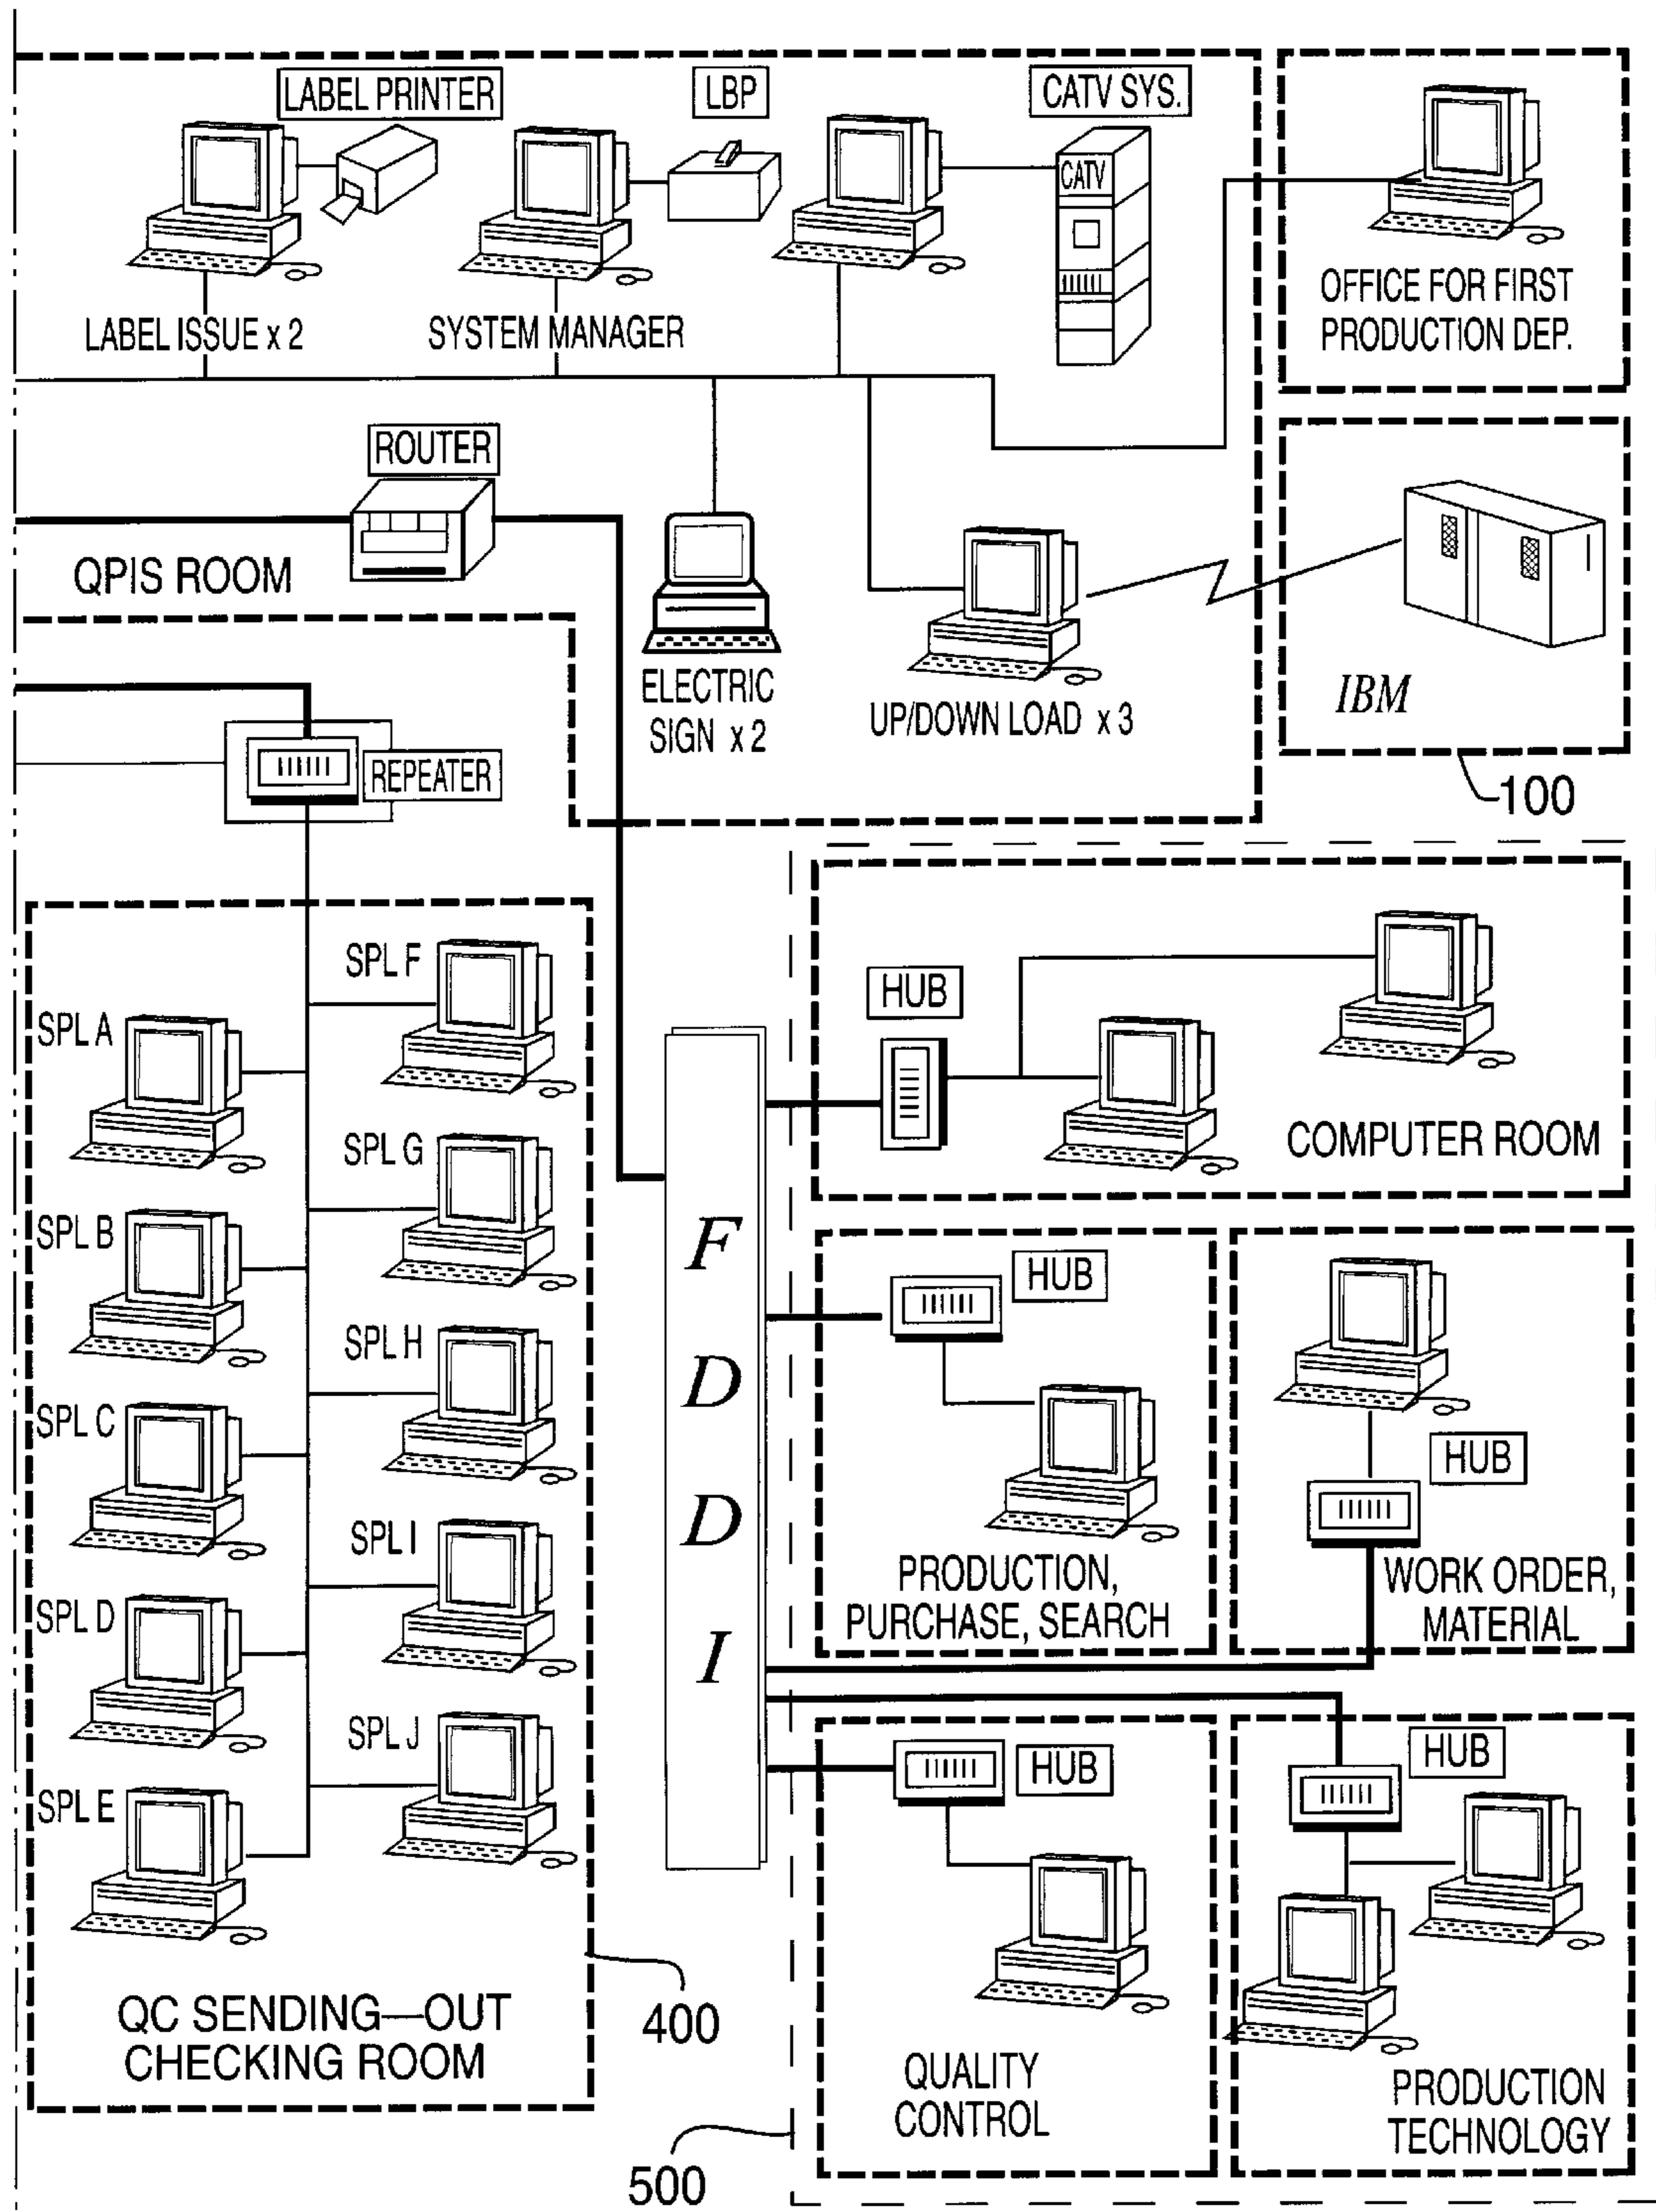 LABEL PRINTER
LBP
CATV SYS.
CATV
LABEL ISSUE x 2
SYSTEM MANAGER
OFFICE FOR FIRST
PRODUCTION DEP.
ROUTER
QPIS ROOM
ELECTRIC
SIGN x 2
UP/DOWN LOAD x 3
IBM
100
REPEATER
SPL F
SPL A
SPL G
SPL B
SPL H
SPL C
SPL I
SPL D
SPL J
SPL E
QC SENDING—OUT
CHECKING ROOM
400
F
D
D
I
HUB
COMPUTER ROOM
HUB
PRODUCTION,
PURCHASE, SEARCH
HUB
WORK ORDER,
MATERIAL
HUB
QUALITY
CONTROL
HUB
PRODUCTION
TECHNOLOGY
500